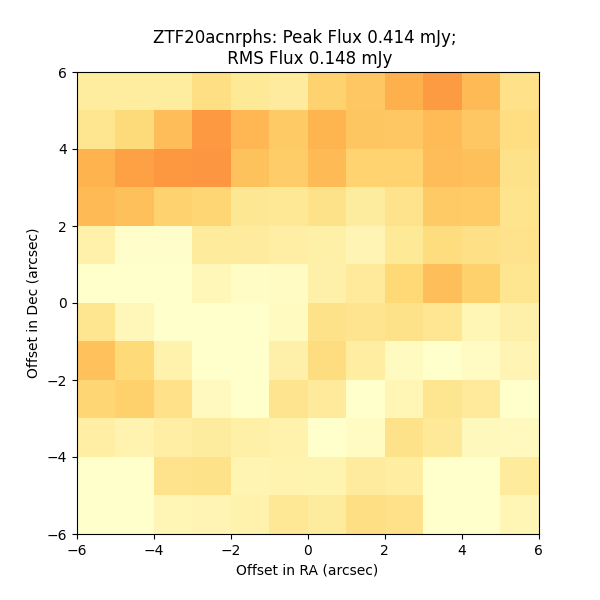 ZTF20acnrphs: Peak Flux 0.414 mJy;
RMS Flux 0.148 mJy
6
4
2
0
−2
−4
−6
Offset in Dec (arcsec)
−6 −4 −2 0 2 4 6
Offset in RA (arcsec)